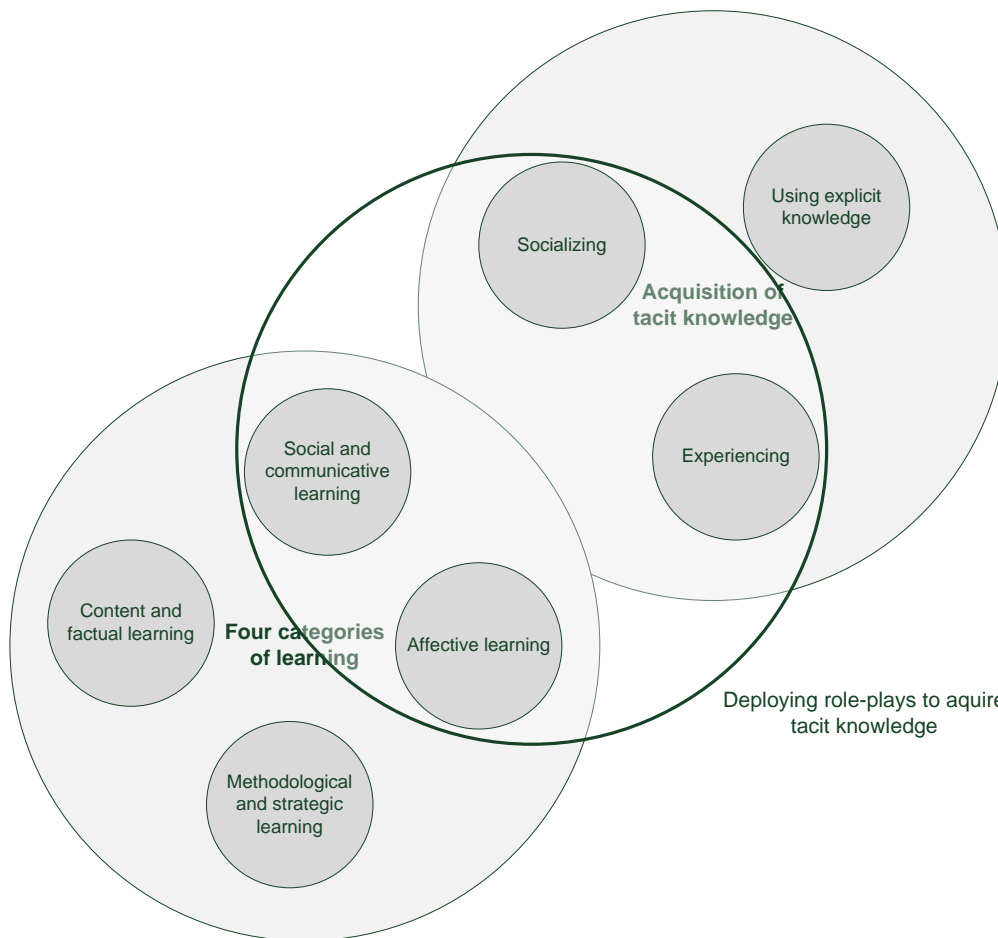 Using explicit
knowledge
Socializing
Acquisition of
tacit knowledge
Experiencing
Social and
communicative
learning
Content and
factual learning
Four categories
of learning
Affective learning
Deploying role-plays to aquire
tacit knowledge
Methodological
and strategic
learning